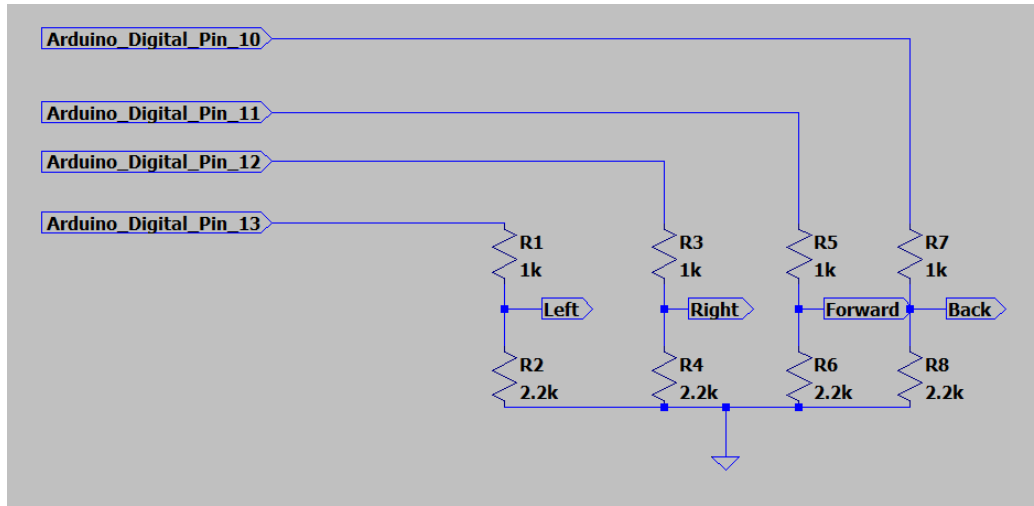 Arduino_Digital_Pin_10
Arduino_Digital_Pin_11
Arduino_Digital_Pin_12
Arduino_Digital_Pin_13
R1
1k
R3
1k
R5
1k
R7
1k
Left
Right
Forward
Back
R2
2.2k
R4
2.2k
R6
2.2k
R8
2.2k